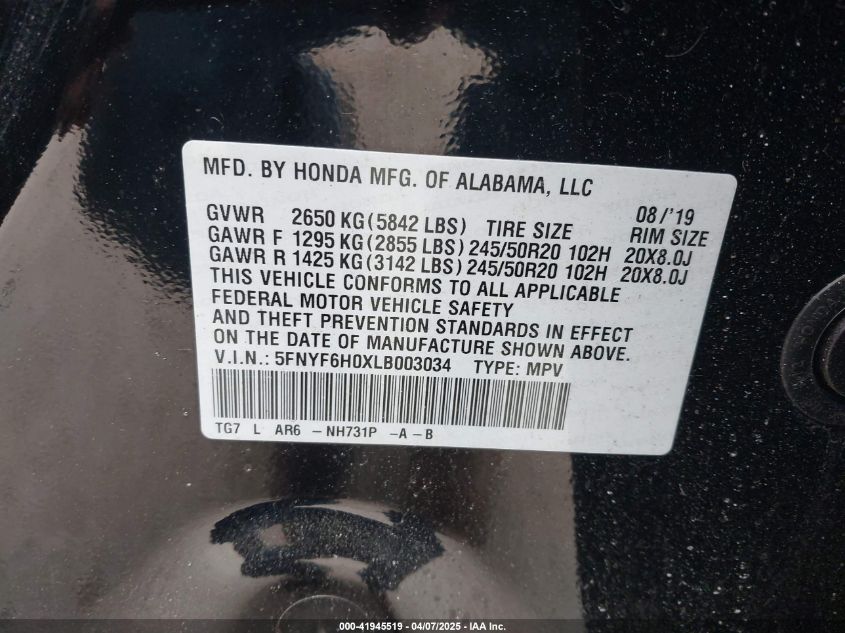 MFD. BY HONDA MFG. OF ALABAMA, LLC
08/'19
GVWR 2650 KG(5842 LBS) TIRE SIZE RIM SIZE
GAWR F 1295 KG(2855 LBS) 245/50R20 102H 20X8.0J
GAWR R 1425 KG(3142 LBS) 245/50R20 102H 20X8.0J
THIS VEHICLE CONFORMS TO ALL APPLICABLE
FEDERAL MOTOR VEHICLE SAFETY
AND THEFT PREVENTION STANDARDS IN EFFECT
ON THE DATE OF MANUFACTURE SHOWN ABOVE.
V.I.N.: 5FNYF6H0XLB003034 TYPE: MPV
TG7 L AR6 -NH731P -A-B
000-41945519 | 04/07/2025 - IAA Inc.